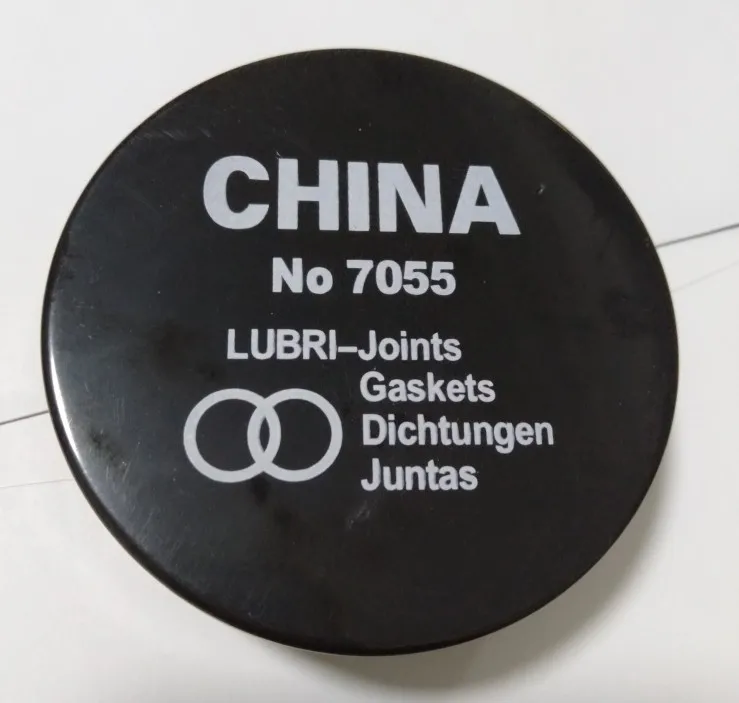 CHINA
No 7055
LUBRI–Joints
Gaskets
Dichtungen
Juntas